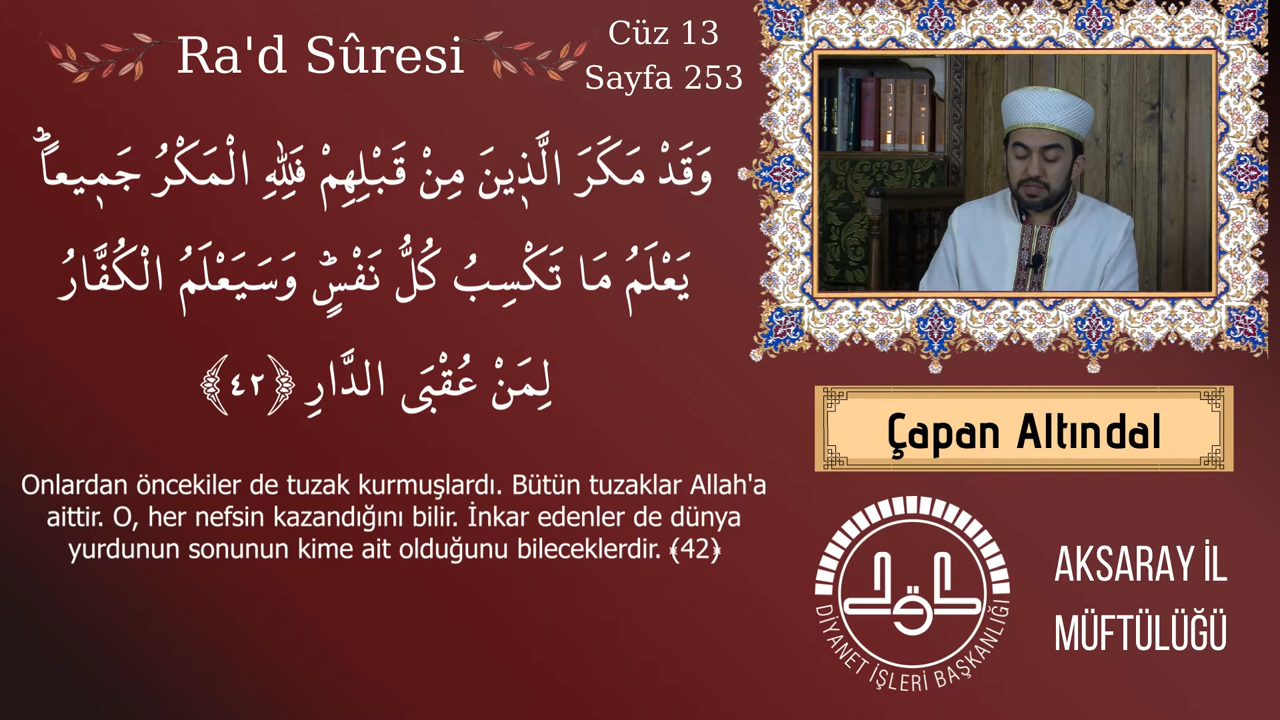 Ra'd Sûresi
Cüz 13
Sayfa 253
وَقَدْ مَكَرَ الَّذ۪ينَ مِنْ قَبْلِهِمْ فَلِلّٰهِ الْمَكْرُ جَم۪يعاًۜ
يَعْلَمُ مَا تَكْسِبُ كُلُّ نَفْسٍۜ وَسَيَعْلَمُ الْكُفَّارُ
لِمَنْ عُقْبَى الدَّارِ ﴿٤٢﴾
Onlardan öncekiler de tuzak kurmuşlardı. Bütün tuzaklar Allah'a
aittir. O, her nefsin kazandığını bilir. İnkar edenler de dünya
yurdunun sonunun kime ait olduğunu bileceklerdir. ﴾42﴿
Çapan Altındal
DİYANET İŞLERİ BAŞKANLIĞI
AKSARAY İL
MÜFTÜLÜĞÜ